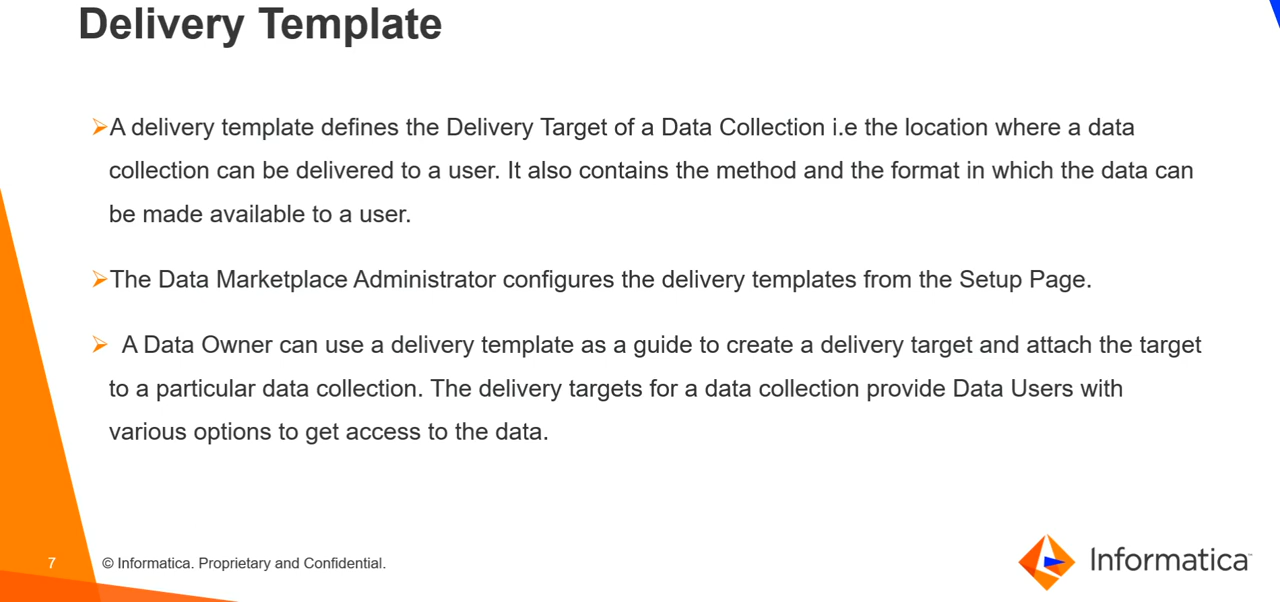 Delivery Template
➢A delivery template defines the Delivery Target of a Data Collection i.e the location where a data
collection can be delivered to a user. It also contains the method and the format in which the data can
be made available to a user.
➢The Data Marketplace Administrator configures the delivery templates from the Setup Page.
➢ A Data Owner can use a delivery template as a guide to create a delivery target and attach the target
to a particular data collection. The delivery targets for a data collection provide Data Users with
various options to get access to the data.
7 © Informatica. Proprietary and Confidential.
Informatica™